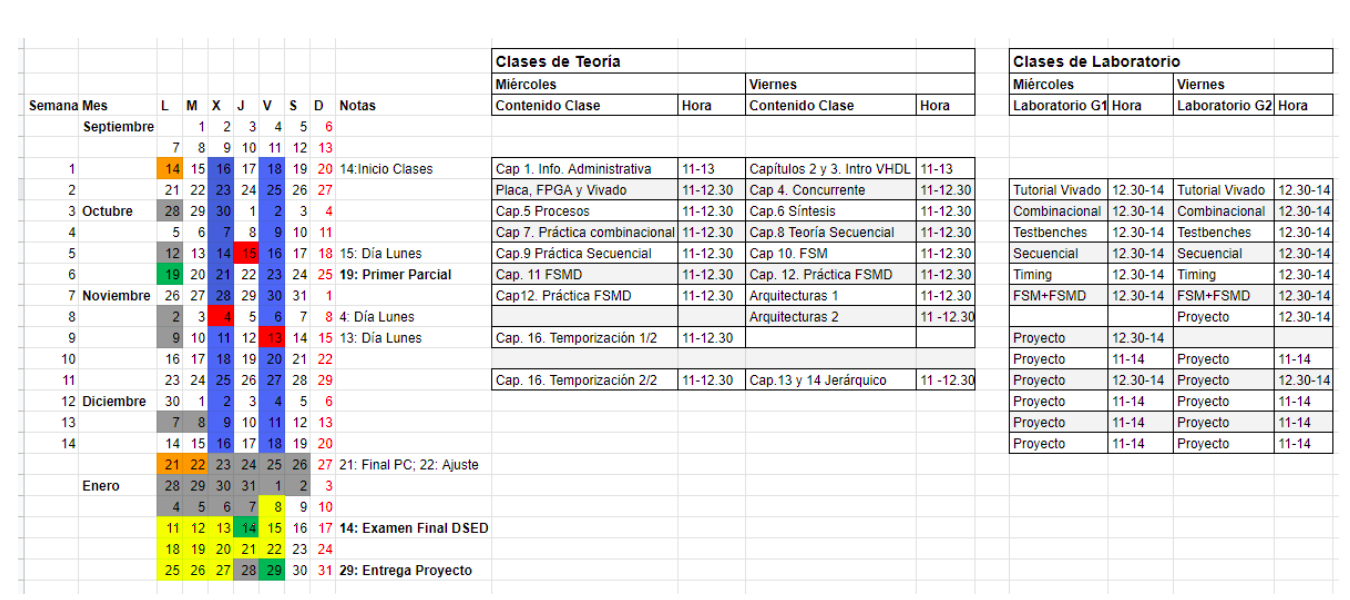 Clases de Teoría Clases de Laboratorio
Miércoles Viernes Miércoles Viernes
Semana Mes L M X J V S D Notas Contenido Clase Hora Contenido Clase Hora Laboratorio G1 Hora Laboratorio G2 Hora
Septiembre 1 2 3 4 5 6
7 8 9 10 11 12 13
1 14 15 16 17 18 19 20 14:Inicio Clases Cap 1. Info. Administrativa 11-13 Capítulos 2 y 3. Intro VHDL 11-13
2 21 22 23 24 25 26 27 Placa, FPGA y Vivado 11-12.30 Cap 4. Concurrente 11-12.30 Tutorial Vivado 12.30-14 Tutorial Vivado 12.30-14
3 Octubre 28 29 30 1 2 3 4 Cap.5 Procesos 11-12.30 Cap.6 Síntesis 11-12.30 Combinacional 12.30-14 Combinacional 12.30-14
4 5 6 7 8 9 10 11 Cap 7. Práctica combinacional 11-12.30 Cap.8 Teoría Secuencial 11-12.30 Testbenches 12.30-14 Testbenches 12.30-14
5 12 13 14 15 16 17 18 15: Día Lunes Cap.9 Práctica Secuencial 11-12.30 Cap 10. FSM 11-12.30 Secuencial 12.30-14 Secuencial 12.30-14
6 19 20 21 22 23 24 25 19: Primer Parcial Cap. 11 FSMD 11-12.30 Cap. 12. Práctica FSMD 11-12.30 Timing 12.30-14 Timing 12.30-14
7 Noviembre 26 27 28 29 30 31 1 Cap12. Práctica FSMD 11-12.30 Arquitecturas 1 11-12.30 FSM+FSMD 12.30-14 FSM+FSMD 12.30-14
8 2 3 4 5 6 7 8 4: Día Lunes Arquitecturas 2 11 -12.30 Proyecto 12.30-14
9 9 10 11 12 13 14 15 13: Día Lunes Cap. 16. Temporización 1/2 11-12.30 Proyecto 12.30-14
10 16 17 18 19 20 21 22 Proyecto 11-14 Proyecto 11-14
11 23 24 25 26 27 28 29 Cap. 16. Temporización 2/2 11-12.30 Cap.13 y 14 Jerárquico 11 -12.30 Proyecto 12.30-14 Proyecto 12.30-14
12 Diciembre 30 1 2 3 4 5 6 Proyecto 11-14 Proyecto 11-14
13 7 8 9 10 11 12 13 Proyecto 11-14 Proyecto 11-14
14 14 15 16 17 18 19 20 Proyecto 11-14 Proyecto 11-14
21 22 23 24 25 26 27 21: Final PC; 22: Ajuste
Enero 28 29 30 31 1 2 3
4 5 6 7 8 9 10
11 12 13 14 15 16 17 14: Examen Final DSED
18 19 20 21 22 23 24
25 26 27 28 29 30 31 29: Entrega Proyecto